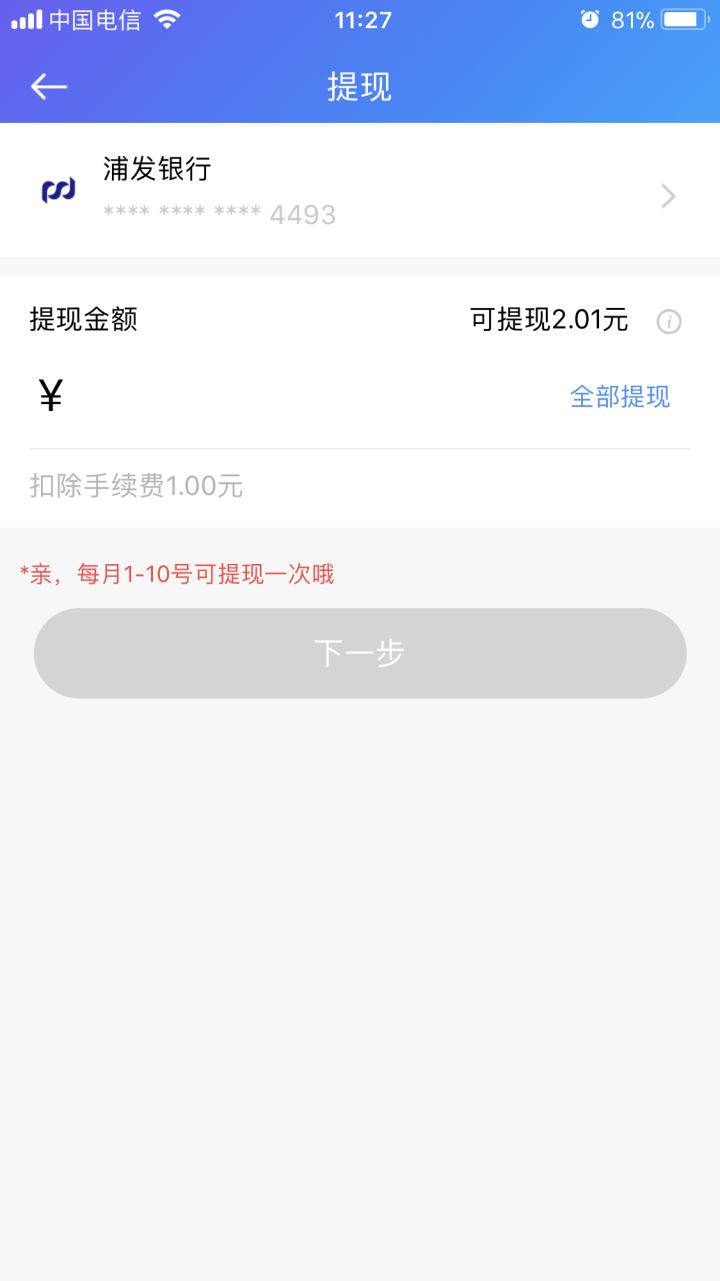 中国电信 11:27 81%
提现
浦发银行
**** **** **** 4493
提现金额 可提现2.01元
¥ 全部提现
扣除手续费1.00元
*亲，每月1-10号可提现一次哦
下一步